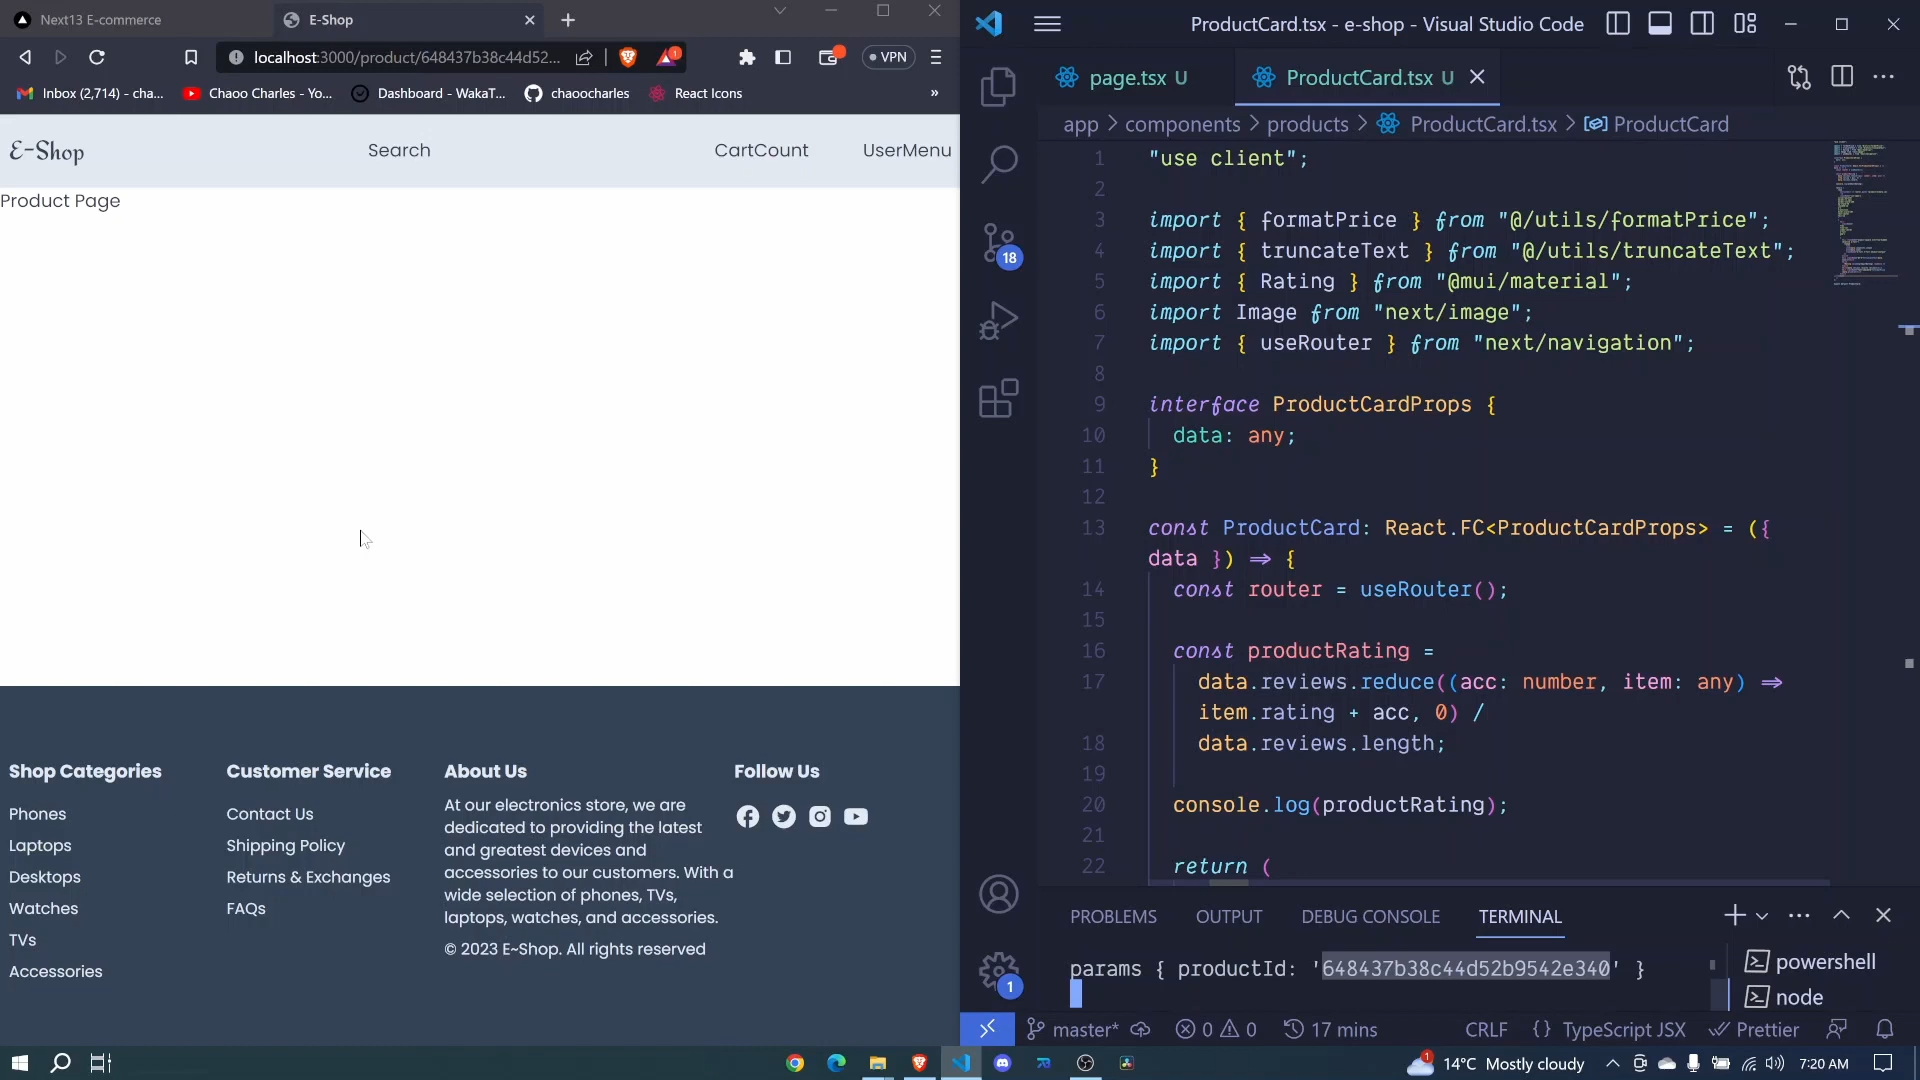 Next13 E-commerce
E-Shop
localhost:3000/product/648437b38c44d52...
1
VPN
Inbox (2,714) - cha...
Chaoo Charles - Yo...
Dashboard - WakaT...
chaoocharles
React Icons
»
E-Shop
Search
CartCount
UserMenu
Product Page
Shop Categories
Phones
Laptops
Desktops
Watches
TVs
Accessories
Customer Service
Contact Us
Shipping Policy
Returns & Exchanges
FAQs
About Us
At our electronics store, we are
dedicated to providing the latest
and greatest devices and
accessories to our customers. With a
wide selection of phones, TVs,
laptops, watches, and accessories.
© 2023 E~Shop. All rights reserved
Follow Us
ProductCard.tsx - e-shop - Visual Studio Code
page.tsx U
ProductCard.tsx U
app > components > products > ProductCard.tsx > ProductCard
18
1 "use client";
2
3 import { formatPrice } from "@/utils/formatPrice";
4 import { truncateText } from "@/utils/truncateText";
5 import { Rating } from "@mui/material";
6 import Image from "next/image";
7 import { useRouter } from "next/navigation";
8
9 interface ProductCardProps {
10 data: any;
11 }
12
13 const ProductCard: React.FC<ProductCardProps> = ({
data }) => {
14 const router = useRouter();
15
16 const productRating =
17 data.reviews.reduce((acc: number, item: any) =>
item.rating + acc, 0) /
18 data.reviews.length;
19
20 console.log(productRating);
21
22 return (
PROBLEMS
OUTPUT
DEBUG CONSOLE
TERMINAL
params { productId: '648437b38c44d52b9542e340' }
powershell
node
1
master*
0
0
17 mins
CRLF
{} TypeScript JSX
Prettier
1
14°C Mostly cloudy
7:20 AM